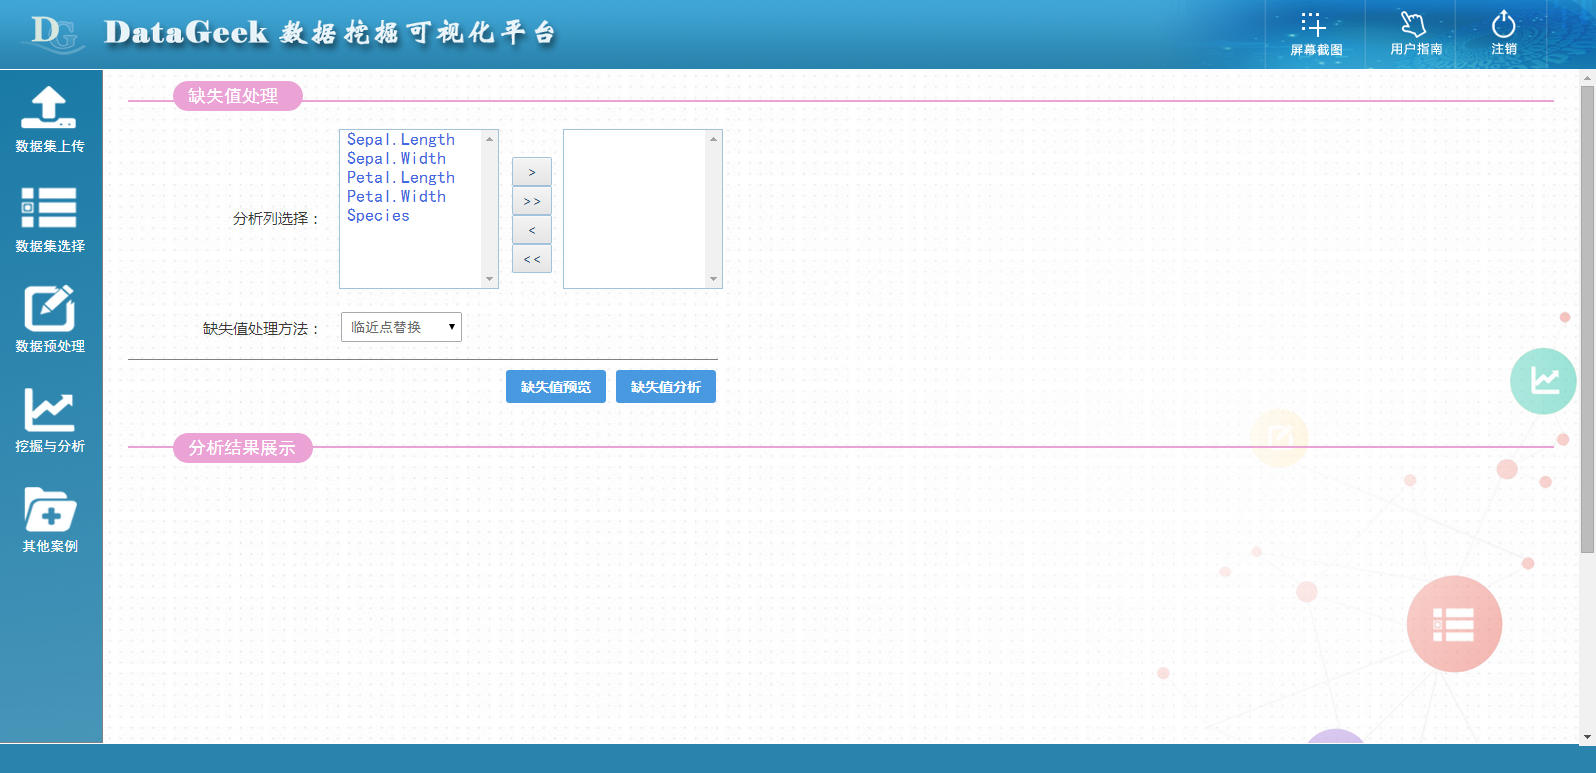 DG DataGeek 数据挖掘可视化平台
屏幕截图
用户指南
注销
数据集上传
数据集选择
数据预处理
挖掘与分析
其他案例
缺失值处理
分析列选择：
Sepal.Length
Sepal.Width
Petal.Length
Petal.Width
Species
>
>>
<
<<
缺失值处理方法：
临近点替换
缺失值预览
缺失值分析
分析结果展示